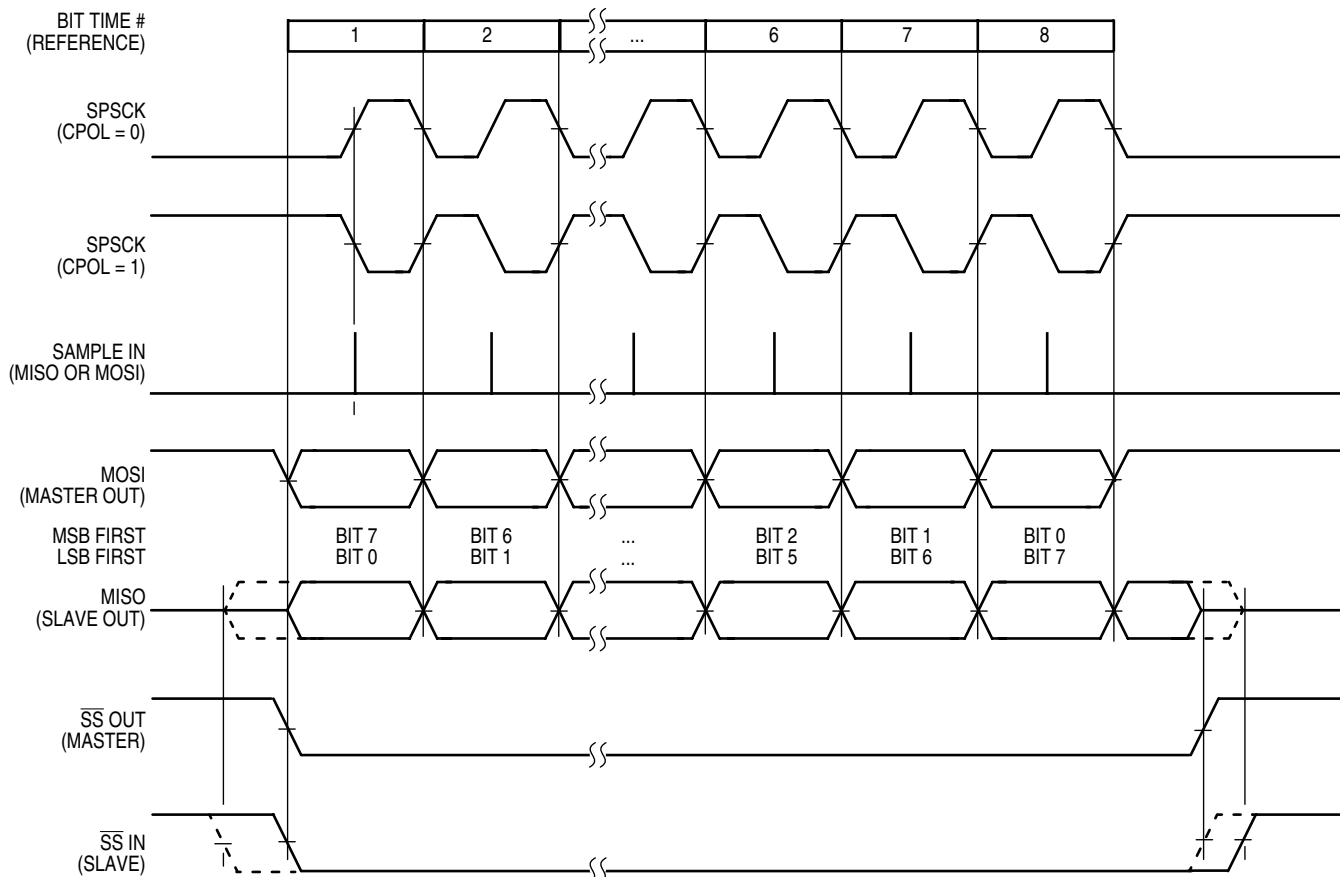 BIT TIME #
(REFERENCE)
1 2 ... 6 7 8
SPSCK
(CPOL = 0)
SPSCK
(CPOL = 1)
SAMPLE IN
(MISO OR MOSI)
MOSI
(MASTER OUT)
MSB FIRST BIT 7 BIT 6 ... BIT 2 BIT 1 BIT 0
LSB FIRST BIT 0 BIT 1 ... BIT 5 BIT 6 BIT 7
MISO
(SLAVE OUT)
S̅S̅ OUT
(MASTER)
S̅S̅ IN
(SLAVE)